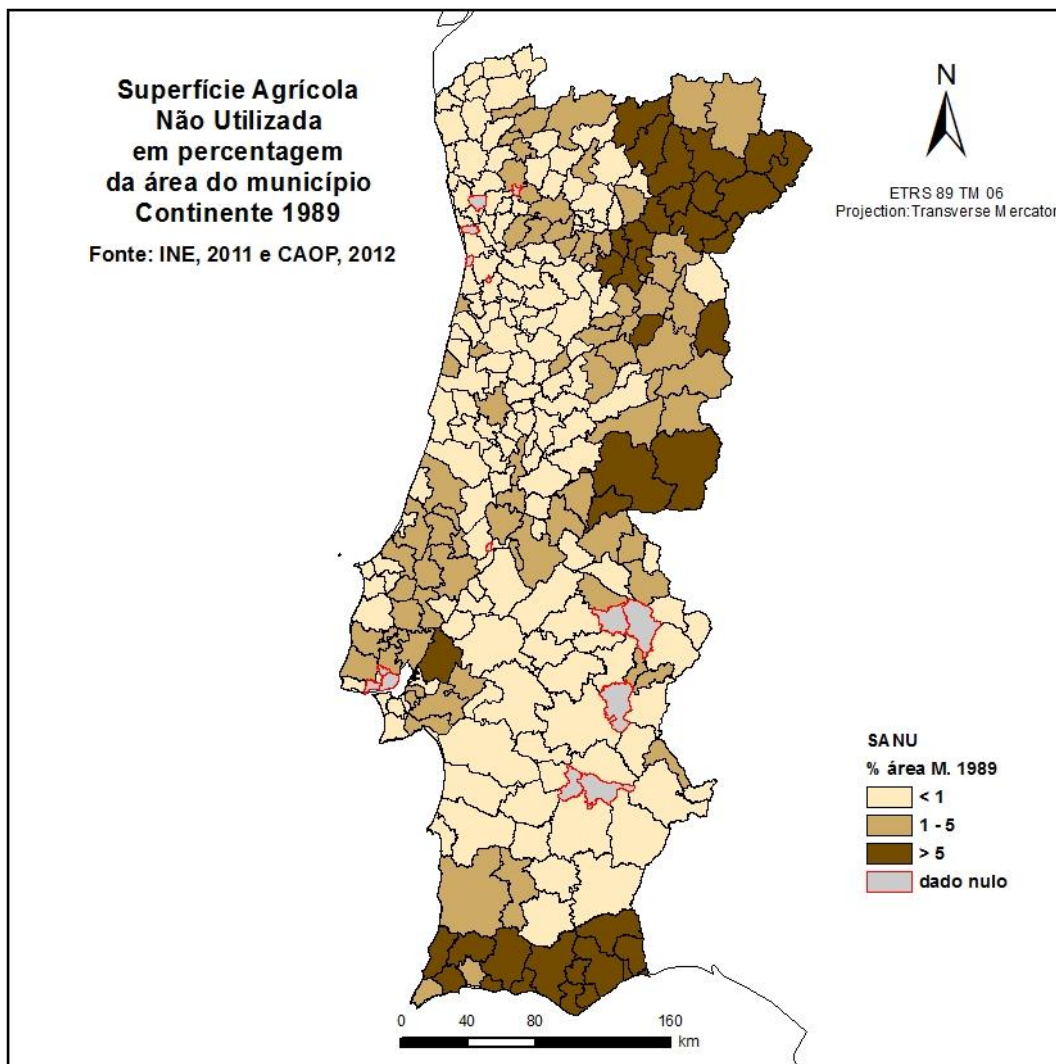 Superfície Agrícola
Não Utilizada
em percentagem
da área do município
Continente 1989
Fonte: INE, 2011 e CAOP, 2012
N
ETRS 89 TM 06
Projection: Transverse Mercator
SANU
% área M. 1989
< 1
1 - 5
> 5
dado nulo
0 40 80 160
km